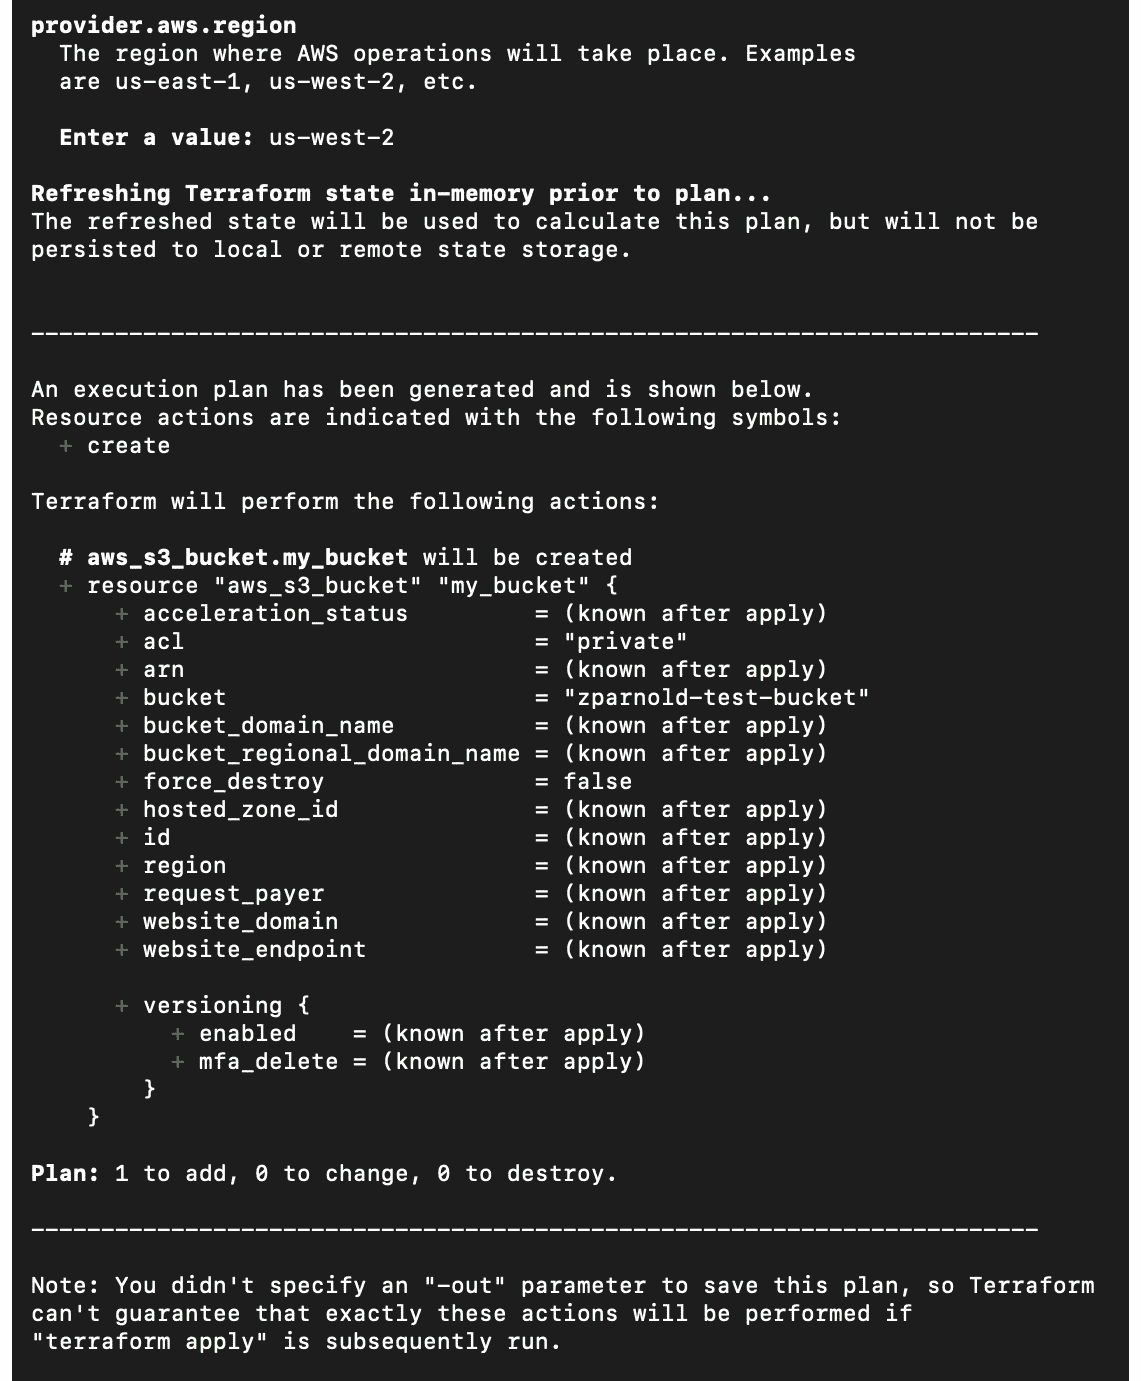 provider.aws.region
  The region where AWS operations will take place. Examples
  are us-east-1, us-west-2, etc.

  Enter a value: us-west-2

Refreshing Terraform state in-memory prior to plan...
The refreshed state will be used to calculate this plan, but will not be
persisted to local or remote state storage.


------------------------------------------------------------------------

An execution plan has been generated and is shown below.
Resource actions are indicated with the following symbols:
  + create

Terraform will perform the following actions:

  # aws_s3_bucket.my_bucket will be created
  + resource "aws_s3_bucket" "my_bucket" {
      + acceleration_status         = (known after apply)
      + acl                         = "private"
      + arn                         = (known after apply)
      + bucket                      = "zparnold-test-bucket"
      + bucket_domain_name          = (known after apply)
      + bucket_regional_domain_name = (known after apply)
      + force_destroy               = false
      + hosted_zone_id              = (known after apply)
      + id                          = (known after apply)
      + region                      = (known after apply)
      + request_payer               = (known after apply)
      + website_domain              = (known after apply)
      + website_endpoint            = (known after apply)

      + versioning {
          + enabled    = (known after apply)
          + mfa_delete = (known after apply)
        }
    }

Plan: 1 to add, 0 to change, 0 to destroy.

------------------------------------------------------------------------

Note: You didn't specify an "-out" parameter to save this plan, so Terraform
can't guarantee that exactly these actions will be performed if
"terraform apply" is subsequently run.